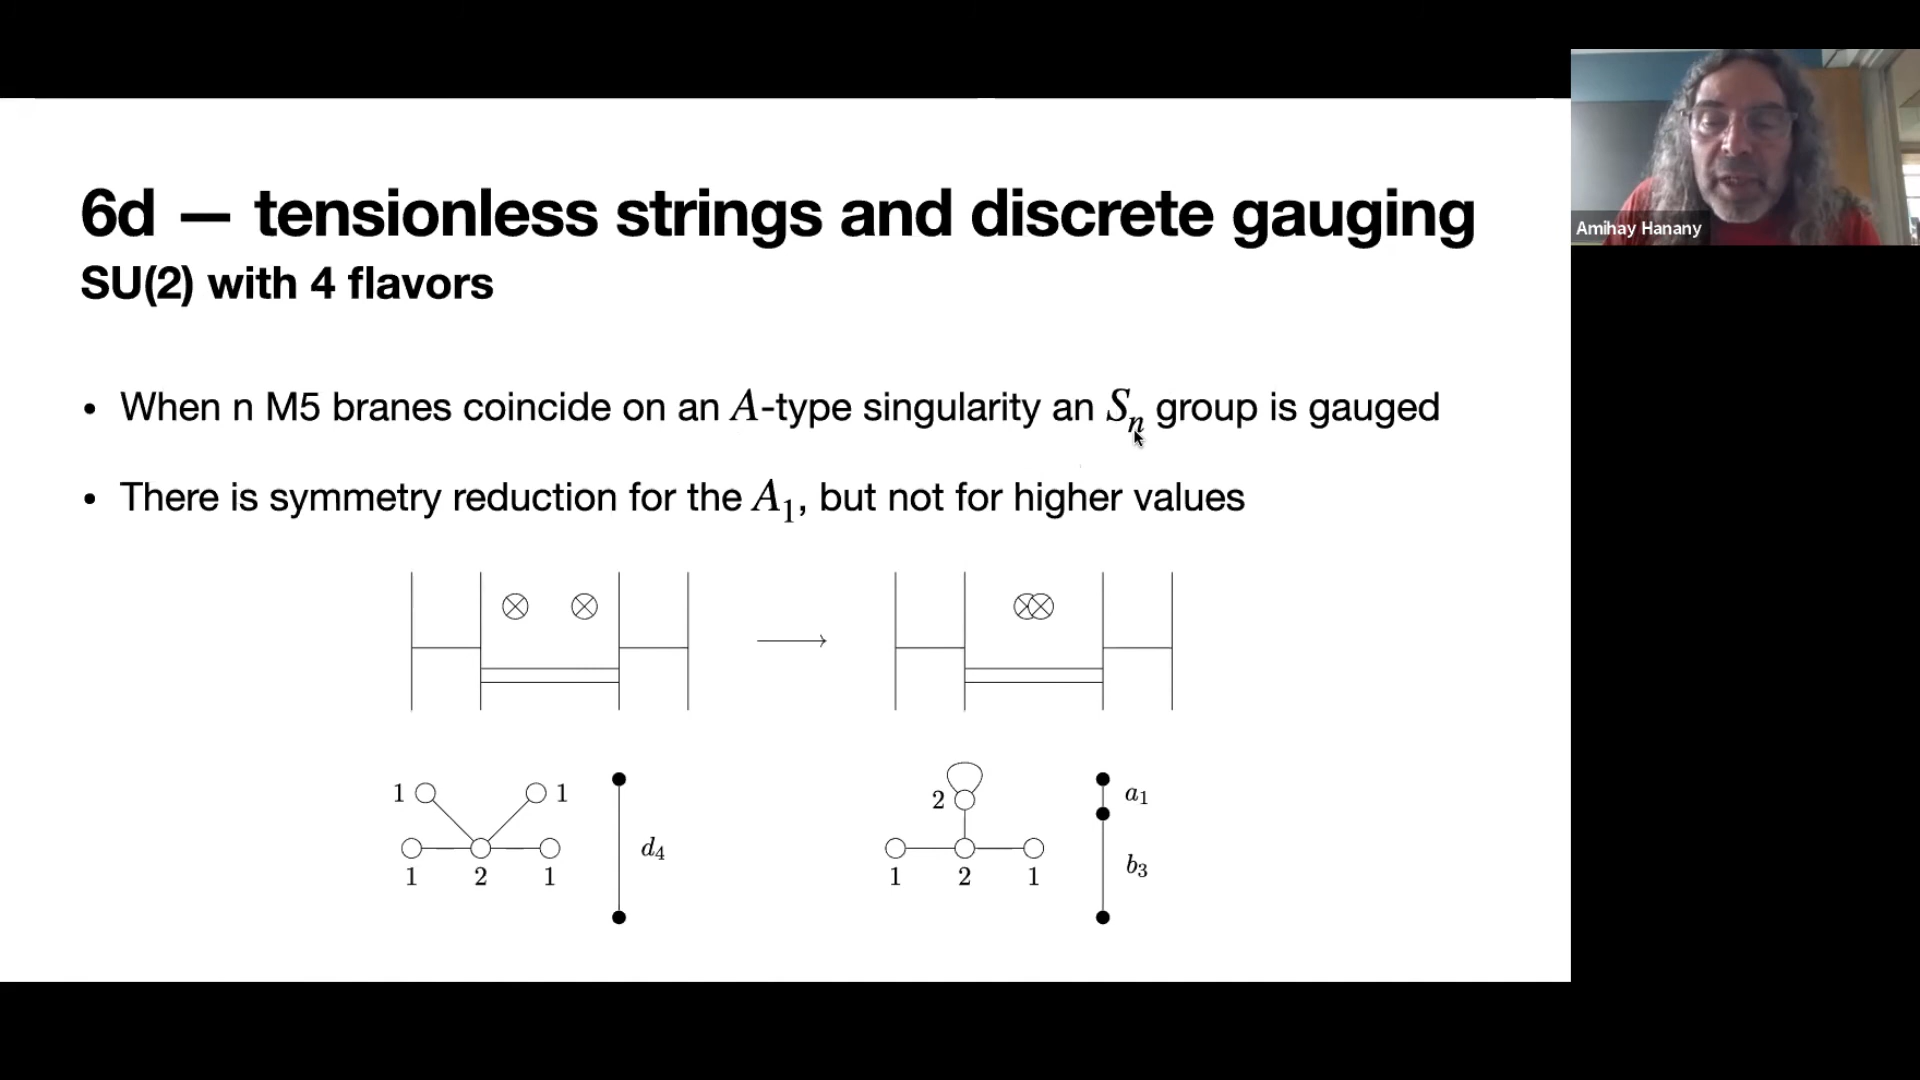 6d — tensionless strings and discrete gauging
SU(2) with 4 flavors
• When n M5 branes coincide on an A-type singularity an Sₙ group is gauged
• There is symmetry reduction for the A₁, but not for higher values
1 1
1 2 1
d₄
2
1 2 1
a₁
b₃
Amihay Hanany